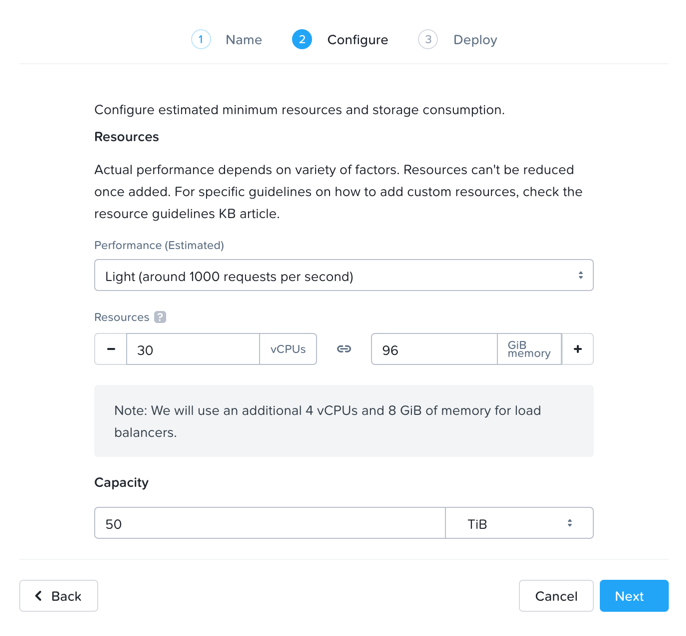 1 Name 2 Configure 3 Deploy
Configure estimated minimum resources and storage consumption.
Resources
Actual performance depends on variety of factors. Resources can't be reduced
once added. For specific guidelines on how to add custom resources, check the
resource guidelines KB article.
Performance (Estimated)
Light (around 1000 requests per second)
Resources ?
− 30 vCPUs 96 GiB memory +
Note: We will use an additional 4 vCPUs and 8 GiB of memory for load
balancers.
Capacity
50 TiB
Back Cancel Next